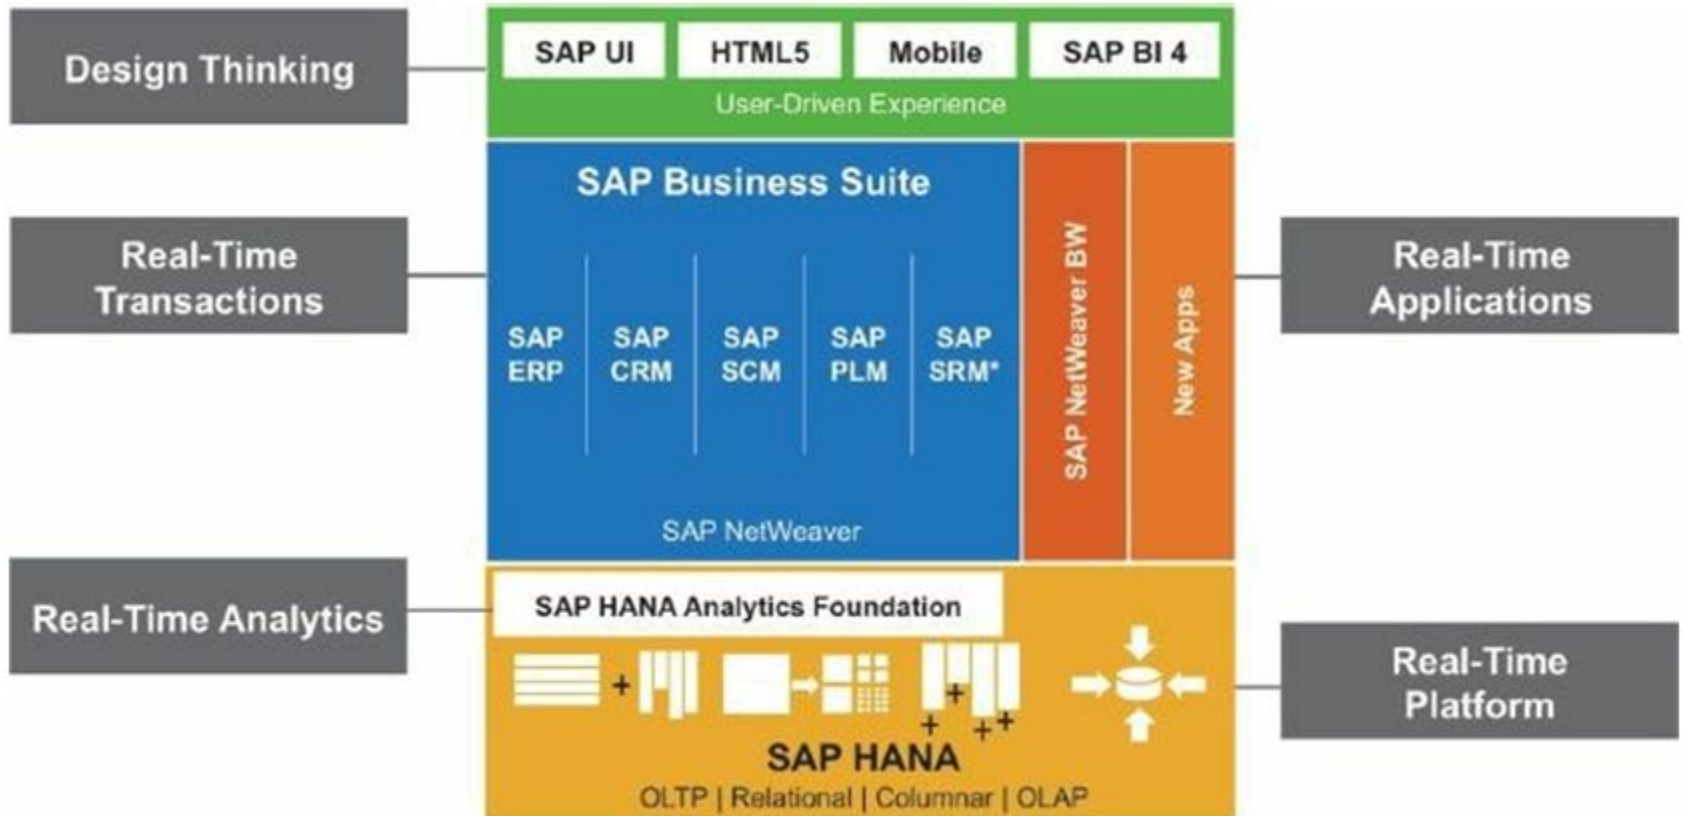 Design Thinking
SAP UI
HTML5
Mobile
SAP BI 4
User-Driven Experience
Real-Time
Transactions
SAP Business Suite
SAP
ERP
SAP
CRM
SAP
SCM
SAP
PLM
SAP
SRM*
SAP NetWeaver
SAP NetWeaver BW
New Apps
Real-Time
Applications
Real-Time Analytics
SAP HANA Analytics Foundation
+
+
+
+
+
SAP HANA
OLTP | Relational | Columnar | OLAP
Real-Time
Platform